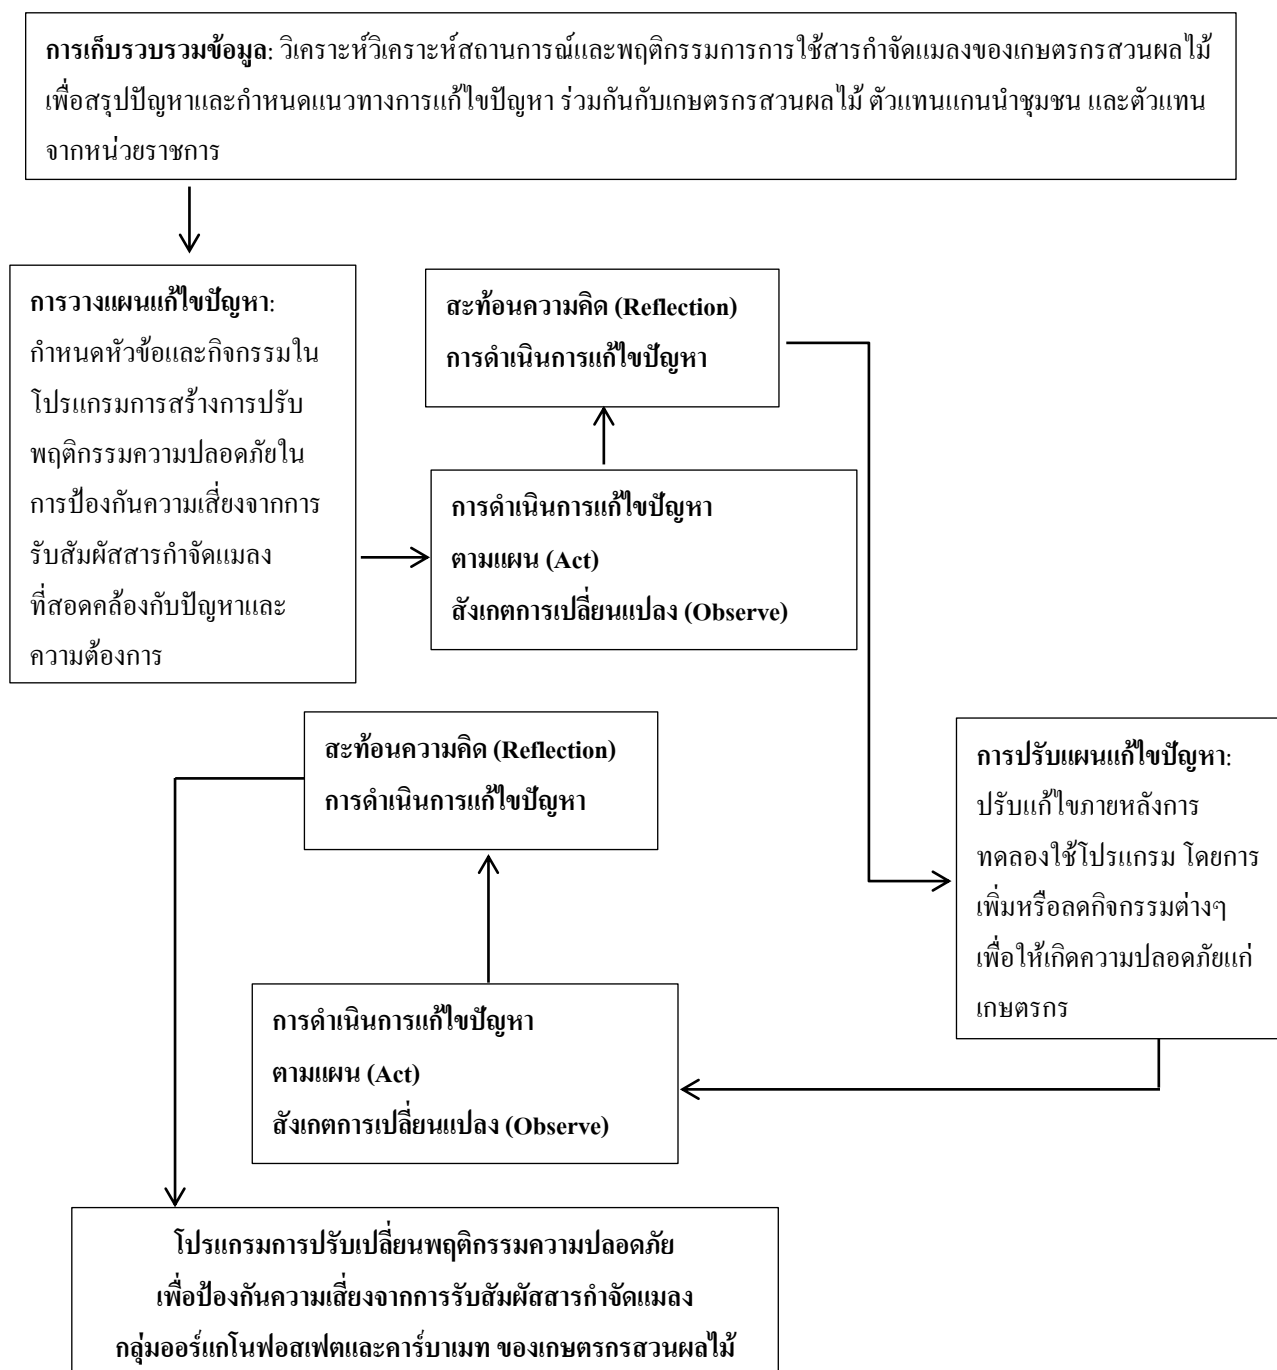 การเก็บรวบรวมข้อมูล: วิเคราะห์วิเคราะห์สถานการณ์และพฤติกรรมการการใช้สารกำจัดแมลงของเกษตรกรสวนผลไม้
เพื่อสรุปปัญหาและกำหนดแนวทางการแก้ไขปัญหา ร่วมกันกับเกษตรกรสวนผลไม้ ตัวแทนแกนนำชุมชน และตัวแทน
จากหน่วยราชการ
การวางแผนแก้ไขปัญหา:
กำหนดหัวข้อและกิจกรรมใน
โปรแกรมการสร้างการปรับ
พฤติกรรมความปลอดภัยใน
การป้องกันความเสี่ยงจากการ
รับสัมผัสสารกำจัดแมลง
ที่สอดคล้องกับปัญหาและ
ความต้องการ
สะท้อนความคิด (Reflection)
การดำเนินการแก้ไขปัญหา
การดำเนินการแก้ไขปัญหา
ตามแผน (Act)
สังเกตการเปลี่ยนแปลง (Observe)
การปรับแผนแก้ไขปัญหา:
ปรับแก้ไขภายหลังการ
ทดลองใช้โปรแกรม โดยการ
เพิ่มหรือลดกิจกรรมต่างๆ
เพื่อให้เกิดความปลอดภัยแก่
เกษตรกร
สะท้อนความคิด (Reflection)
การดำเนินการแก้ไขปัญหา
การดำเนินการแก้ไขปัญหา
ตามแผน (Act)
สังเกตการเปลี่ยนแปลง (Observe)
โปรแกรมการปรับเปลี่ยนพฤติกรรมความปลอดภัย
เพื่อป้องกันความเสี่ยงจากการรับสัมผัสสารกำจัดแมลง
กลุ่มออร์แกโนฟอสเฟตและคาร์บาเมท ของเกษตรกรสวนผลไม้